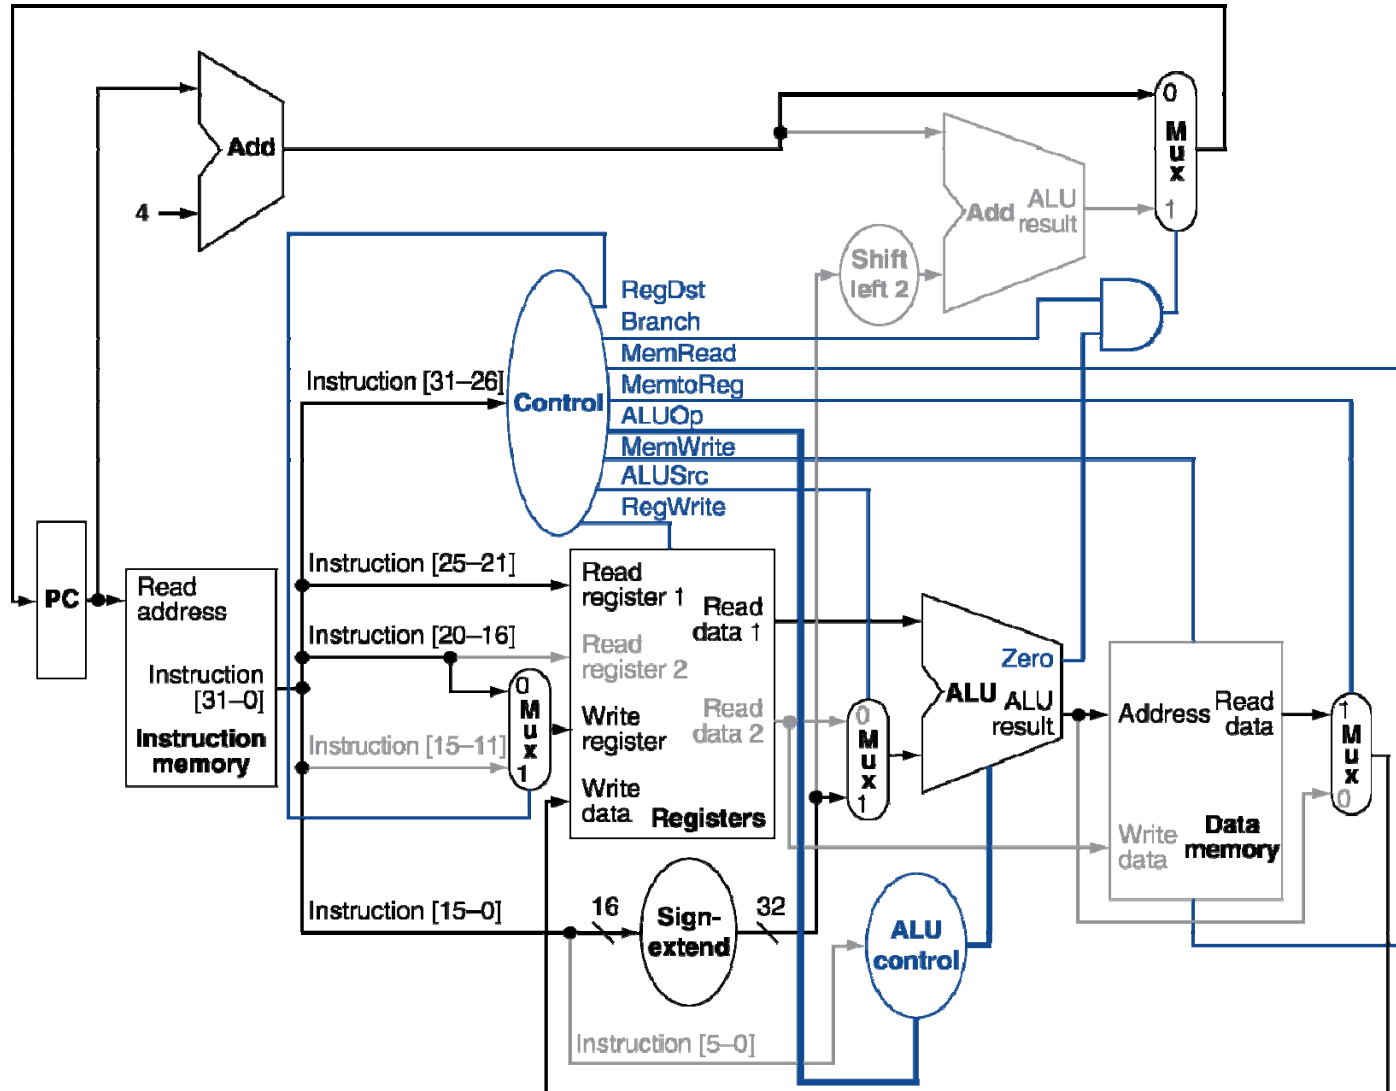 0
Mux
1
Add
4
Add
ALU
result
Shift
left 2
RegDst
Branch
MemRead
MemtoReg
ALUOp
MemWrite
ALUSrc
RegWrite
Control
Instruction [31–26]
PC
Read
address
Instruction
[31–0]
Instruction
memory
Instruction [25–21]
Instruction [20–16]
Instruction [15–11]
0
Mux
1
Read
register 1
Read
register 2
Write
register
Write
data
Read
data 1
Read
data 2
Registers
0
Mux
1
Zero
ALU
ALU
result
Address
Read
data
Write
data
Data
memory
1
Mux
0
Instruction [15–0]
16
Sign-
extend
32
ALU
control
Instruction [5–0]